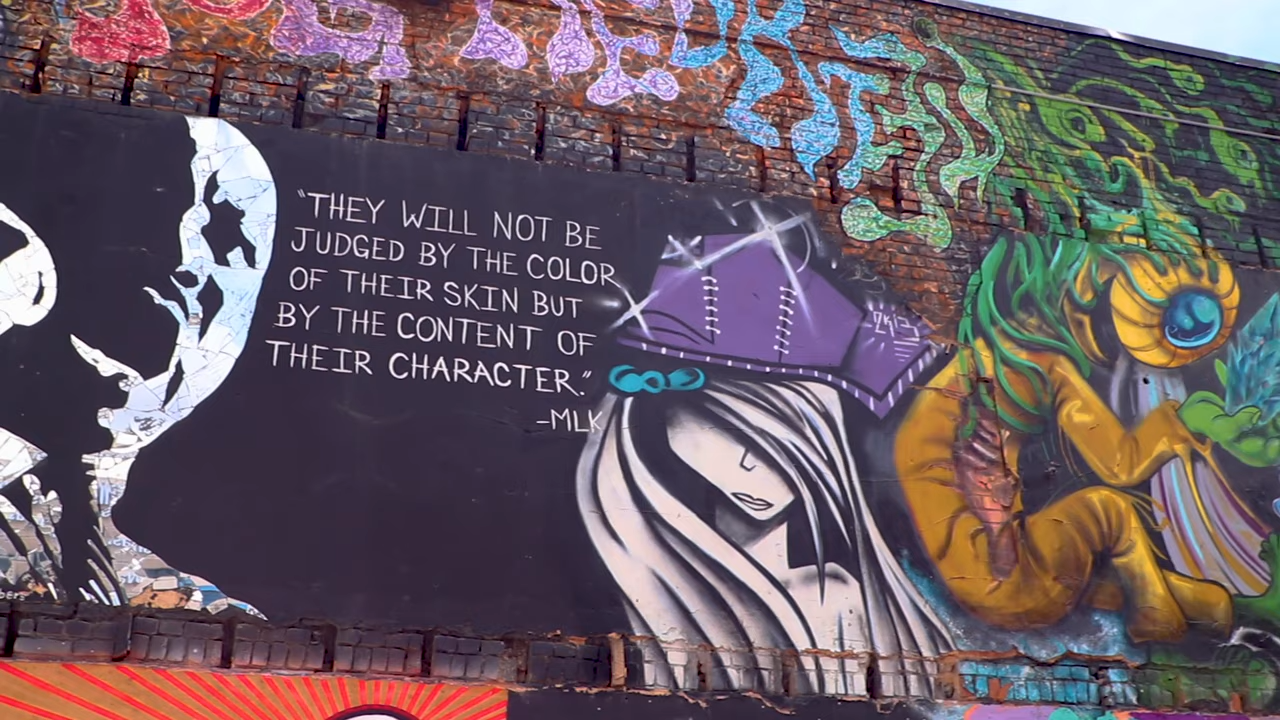 "THEY WILL NOT BE
JUDGED BY THE COLOR
OF THEIR SKIN BUT
BY THE CONTENT OF
THEIR CHARACTER."
-MLK